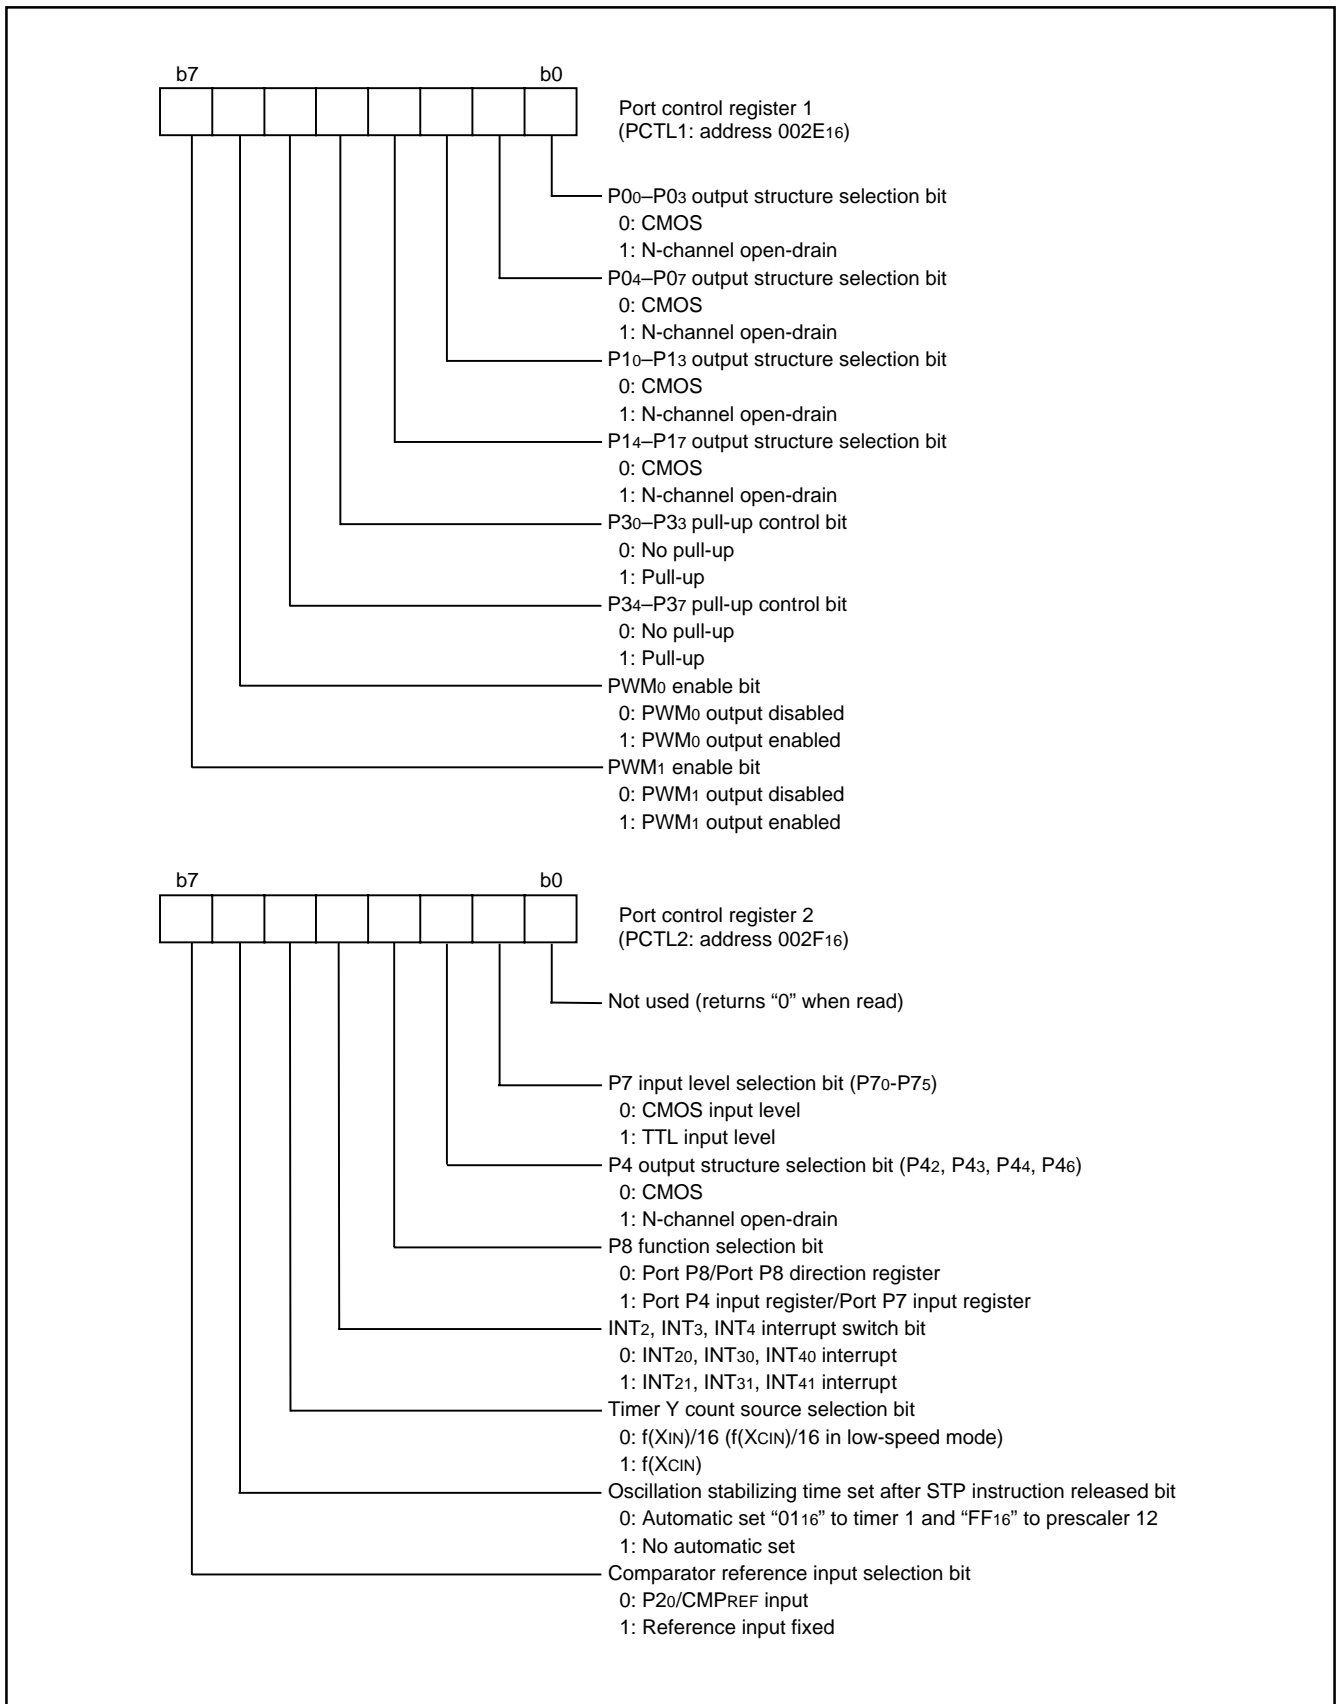 b7 b0
Port control register 1
(PCTL1: address 002E16)
P00–P03 output structure selection bit
0: CMOS
1: N-channel open-drain
P04–P07 output structure selection bit
0: CMOS
1: N-channel open-drain
P10–P13 output structure selection bit
0: CMOS
1: N-channel open-drain
P14–P17 output structure selection bit
0: CMOS
1: N-channel open-drain
P30–P33 pull-up control bit
0: No pull-up
1: Pull-up
P34–P37 pull-up control bit
0: No pull-up
1: Pull-up
PWM0 enable bit
0: PWM0 output disabled
1: PWM0 output enabled
PWM1 enable bit
0: PWM1 output disabled
1: PWM1 output enabled
b7 b0
Port control register 2
(PCTL2: address 002F16)
Not used (returns “0” when read)
P7 input level selection bit (P70-P75)
0: CMOS input level
1: TTL input level
P4 output structure selection bit (P42, P43, P44, P46)
0: CMOS
1: N-channel open-drain
P8 function selection bit
0: Port P8/Port P8 direction register
1: Port P4 input register/Port P7 input register
INT2, INT3, INT4 interrupt switch bit
0: INT20, INT30, INT40 interrupt
1: INT21, INT31, INT41 interrupt
Timer Y count source selection bit
0: f(XIN)/16 (f(XCIN)/16 in low-speed mode)
1: f(XCIN)
Oscillation stabilizing time set after STP instruction released bit
0: Automatic set “0116” to timer 1 and “FF16” to prescaler 12
1: No automatic set
Comparator reference input selection bit
0: P20/CMPREF input
1: Reference input fixed